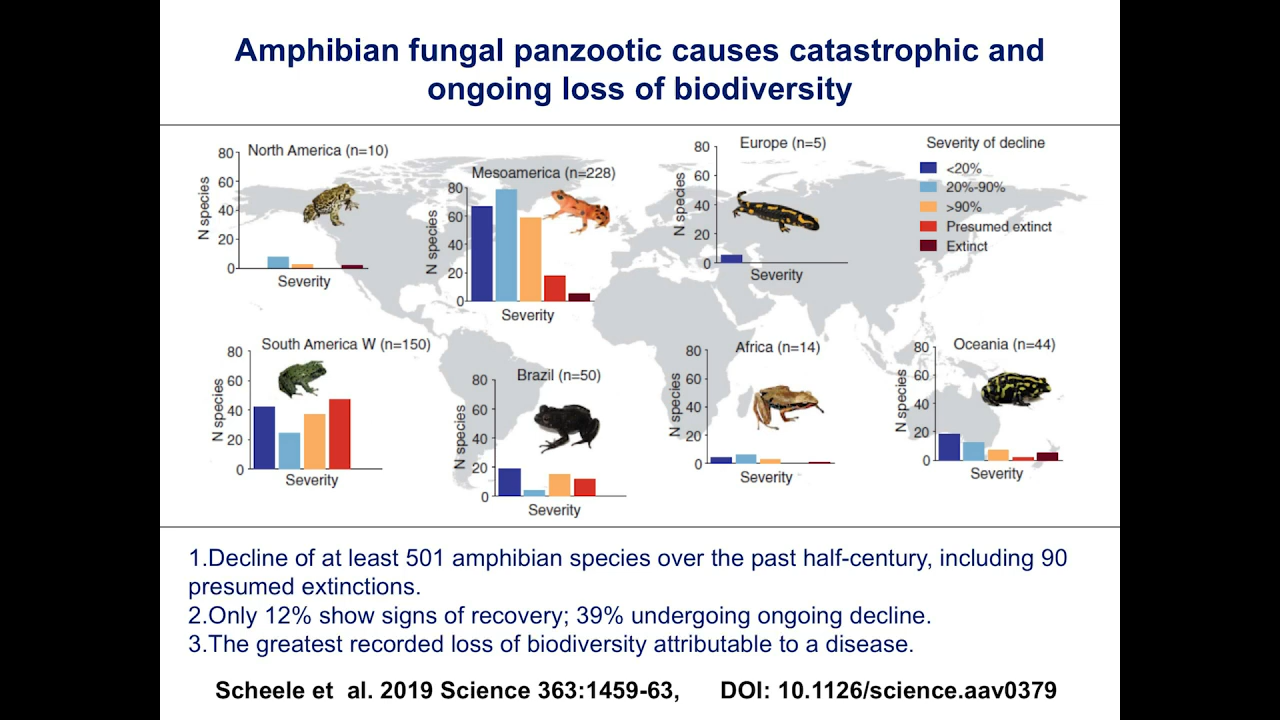 Amphibian fungal panzootic causes catastrophic and
ongoing loss of biodiversity
North America (n=10)
N species
80
60
40
20
0
Severity
Mesoamerica (n=228)
N species
80
60
40
20
0
Severity
Europe (n=5)
N species
80
60
40
20
0
Severity
Severity of decline
<20%
20%-90%
>90%
Presumed extinct
Extinct
South America W (n=150)
N species
80
60
40
20
0
Severity
Brazil (n=50)
N species
80
60
40
20
0
Severity
Africa (n=14)
N species
80
60
40
20
0
Severity
Oceania (n=44)
N species
80
60
40
20
0
Severity
1.Decline of at least 501 amphibian species over the past half-century, including 90
presumed extinctions.
2.Only 12% show signs of recovery; 39% undergoing ongoing decline.
3.The greatest recorded loss of biodiversity attributable to a disease.
Scheele et al. 2019 Science 363:1459-63, DOI: 10.1126/science.aav0379